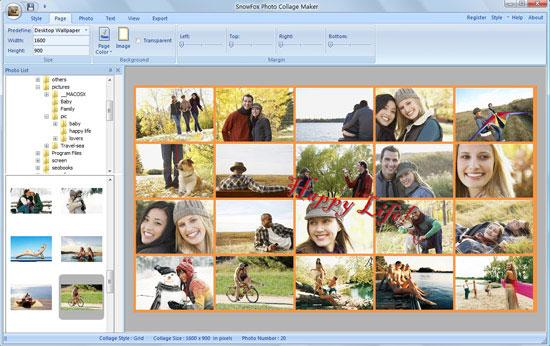 SnowFox Photo Collage Maker
Style Page Photo Text View Export Register Style Help About
Predefine: Desktop Wallpaper
Width: 1600
Height: 900
Size
Page Color
Image
Transparent
Background
Left: Top: Right: Bottom:
Margin
Photo List
others
pictures
__MACOSX
Baby
Family
pic
baby
happy life
lovers
Travel-sea
Program Files
screen
seobooks
Happy Life!
Collage Style : Grid Collage Size : 1600 x 900 in pixels Photo Number : 20